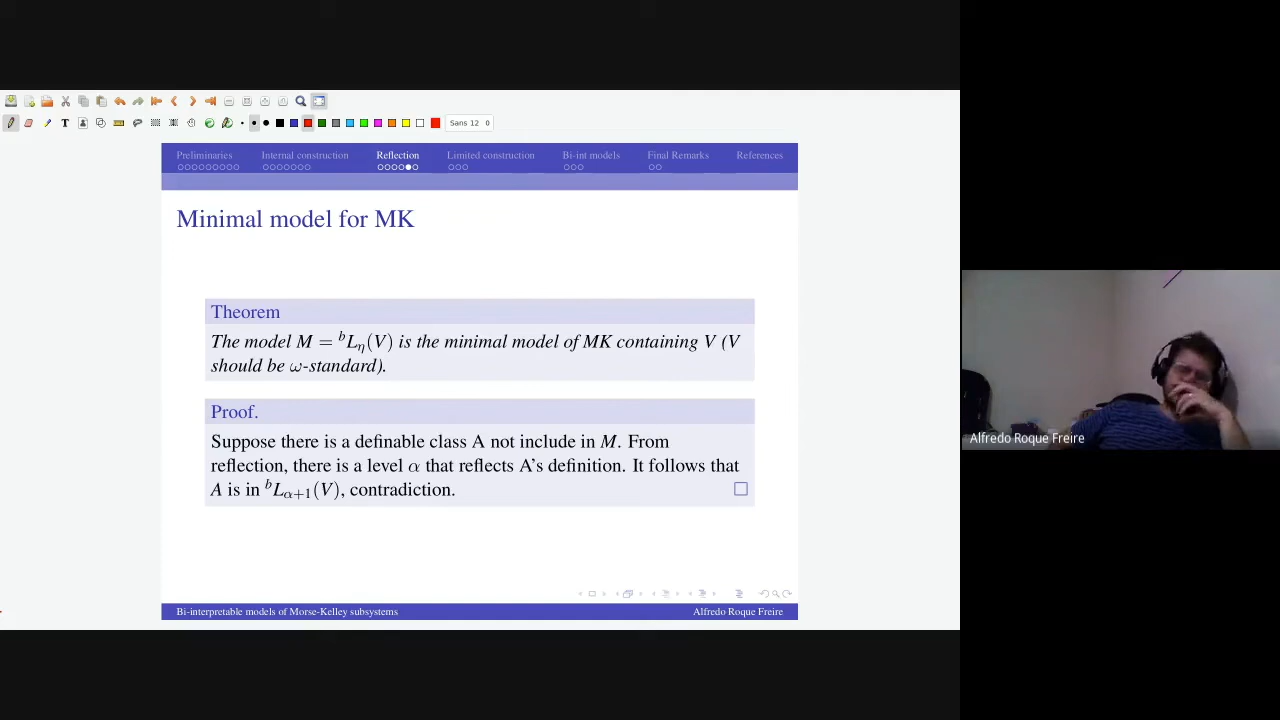 Sans 12 0
Preliminaries Internal construction Reflection Limited construction Bi-int models Final Remarks References
Minimal model for MK
Theorem
The model M = ᵇL_η(V) is the minimal model of MK containing V (V
should be ω-standard).
Proof.
Suppose there is a definable class A not include in M. From
reflection, there is a level α that reflects A's definition. It follows that
A is in ᵇL_{α+1}(V), contradiction.
Bi-interpretable models of Morse-Kelley subsystems Alfredo Roque Freire
Alfredo Roque Freire